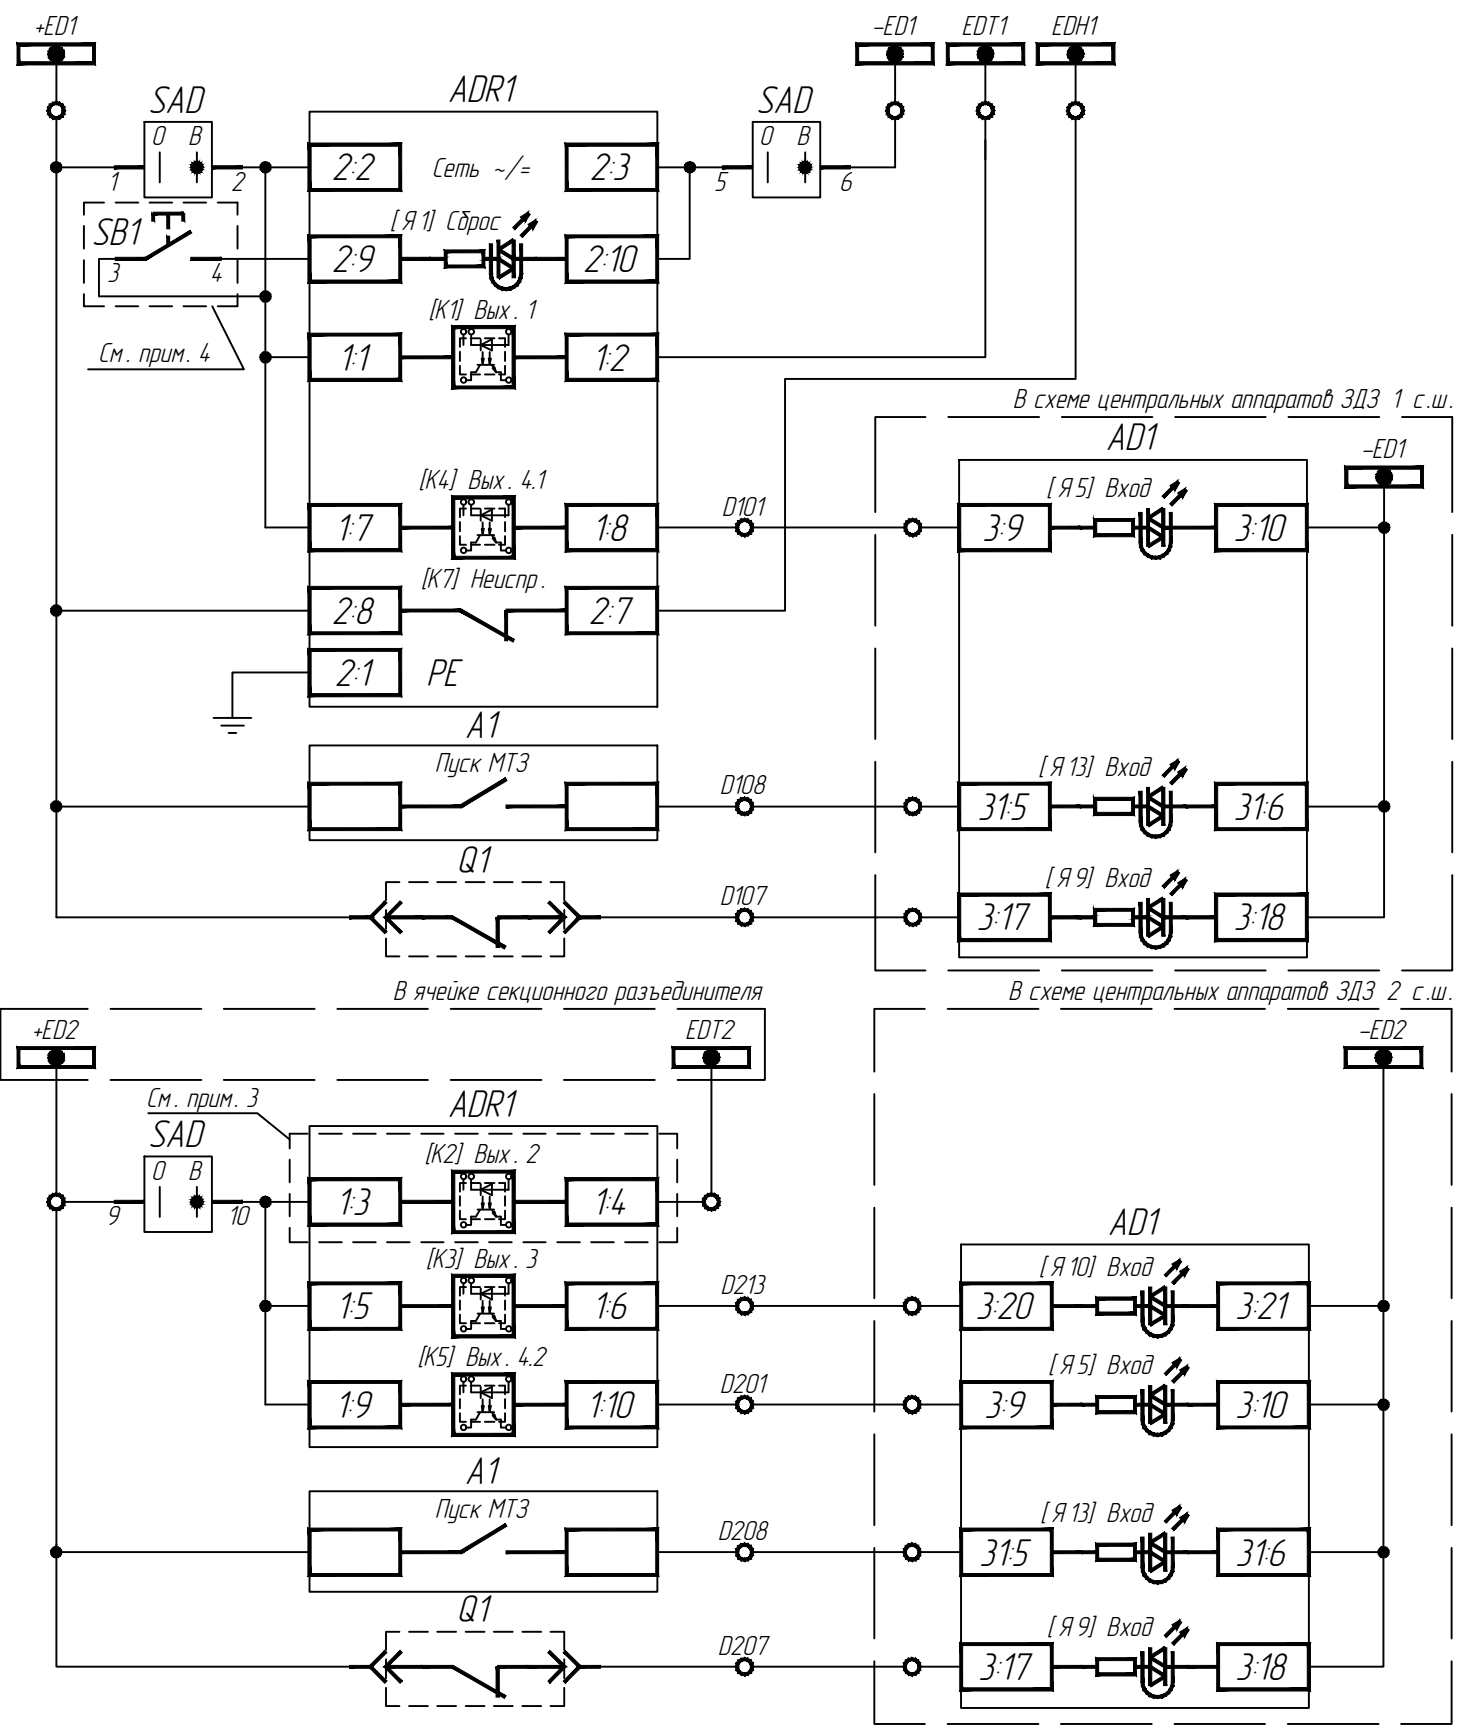 +ED1
-ED1
EDT1
EDH1
SAD
ADR1
SAD
O B
1 2
2:2 Сеть ~/= 2:3
O B
5 6
SB1
3 4
[Я1] Сброс
2:9 2:10
См. прим. 4
[K1] Вых. 1
1:1 1:2
В схеме центральных аппаратов ЗДЗ 1 с.ш.
AD1
-ED1
[K4] Вых. 4.1
1:7 1:8
D101
[Я5] Вход
3:9 3:10
[K7] Неиспр.
2:8 2:7
2:1 PE
A1
Пуск МТЗ
D108
[Я13] Вход
31:5 31:6
Q1
D107
[Я9] Вход
3:17 3:18
В ячейке секционного разъединителя
В схеме центральных аппаратов ЗДЗ 2 с.ш.
+ED2
EDT2
-ED2
См. прим. 3
SAD
ADR1
O B
9 10
[K2] Вых. 2
1:3 1:4
AD1
[K3] Вых. 3
1:5 1:6
D213
[Я10] Вход
3:20 3:21
[K5] Вых. 4.2
1:9 1:10
D201
[Я5] Вход
3:9 3:10
A1
Пуск МТЗ
D208
[Я13] Вход
31:5 31:6
Q1
D207
[Я9] Вход
3:17 3:18